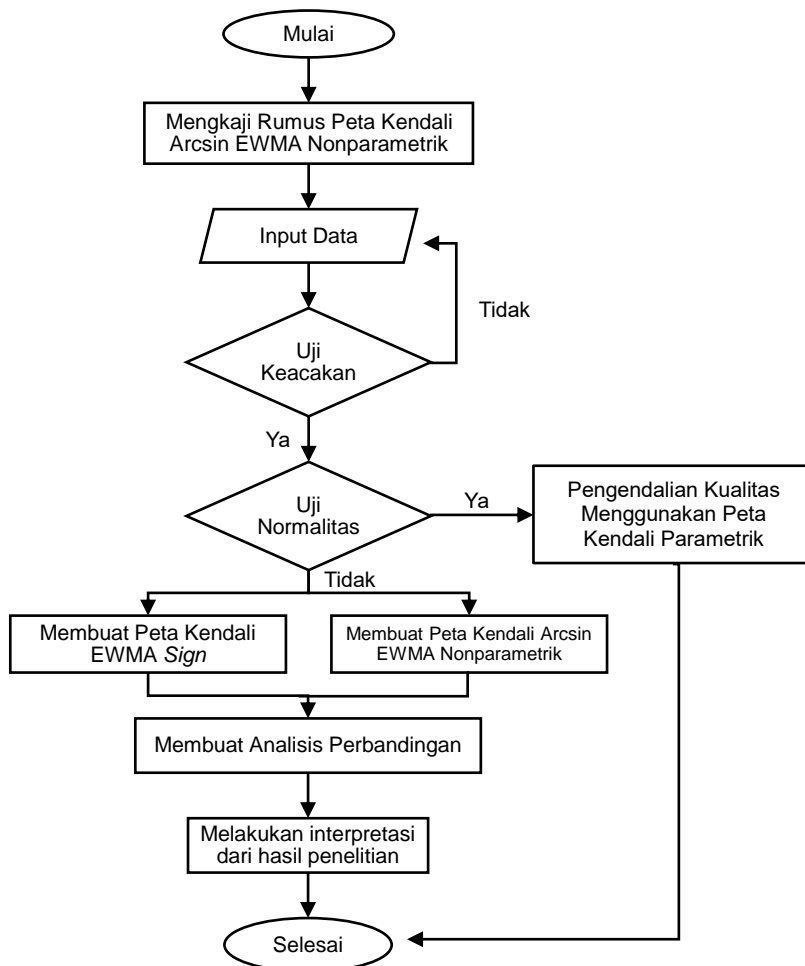 Mulai
Mengkaji Rumus Peta Kendali
Arcsin EWMA Nonparametrik
Input Data
Tidak
Uji
Keacakan
Ya
Uji
Normalitas
Ya
Pengendalian Kualitas
Menggunakan Peta
Kendali Parametrik
Tidak
Membuat Peta Kendali
EWMA Sign
Membuat Peta Kendali Arcsin
EWMA Nonparametrik
Membuat Analisis Perbandingan
Melakukan interpretasi
dari hasil penelitian
Selesai